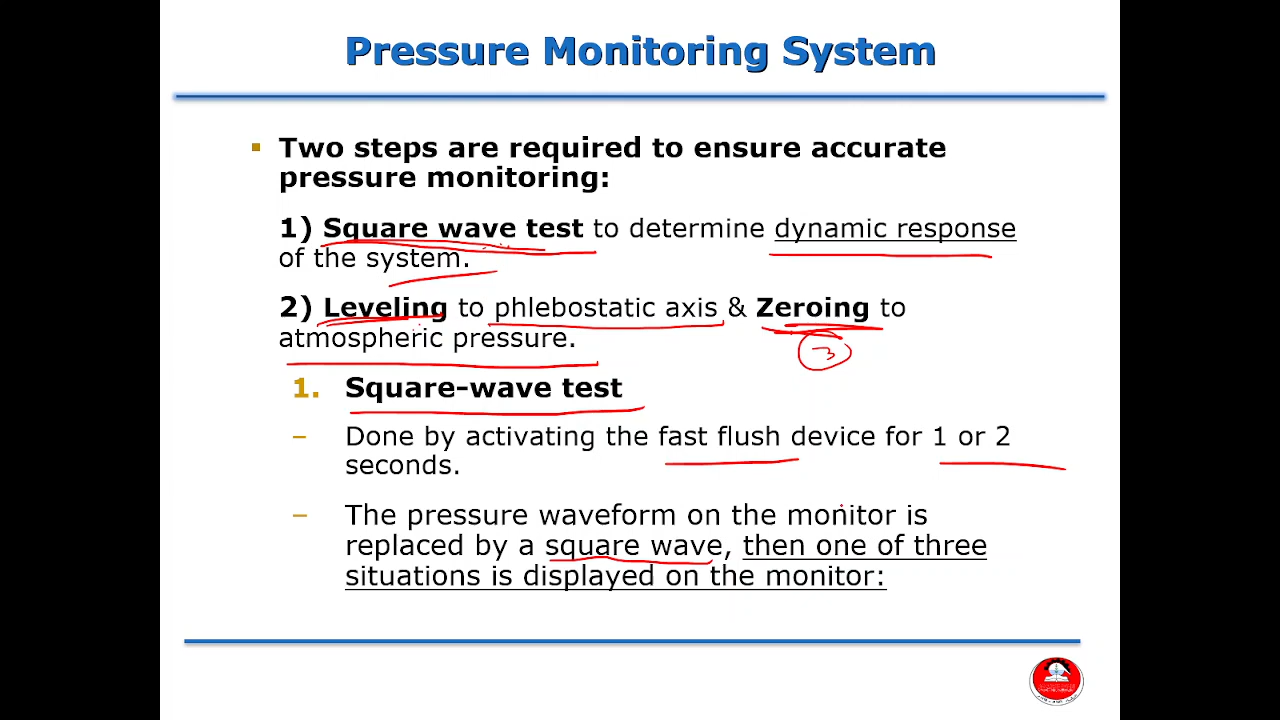 Pressure Monitoring System
▪ Two steps are required to ensure accurate
pressure monitoring:
1) Square wave test to determine dynamic response
of the system.
2) Leveling to phlebostatic axis & Zeroing to
atmospheric pressure.
3
1. Square-wave test
– Done by activating the fast flush device for 1 or 2
seconds.
– The pressure waveform on the monitor is
replaced by a square wave, then one of three
situations is displayed on the monitor: